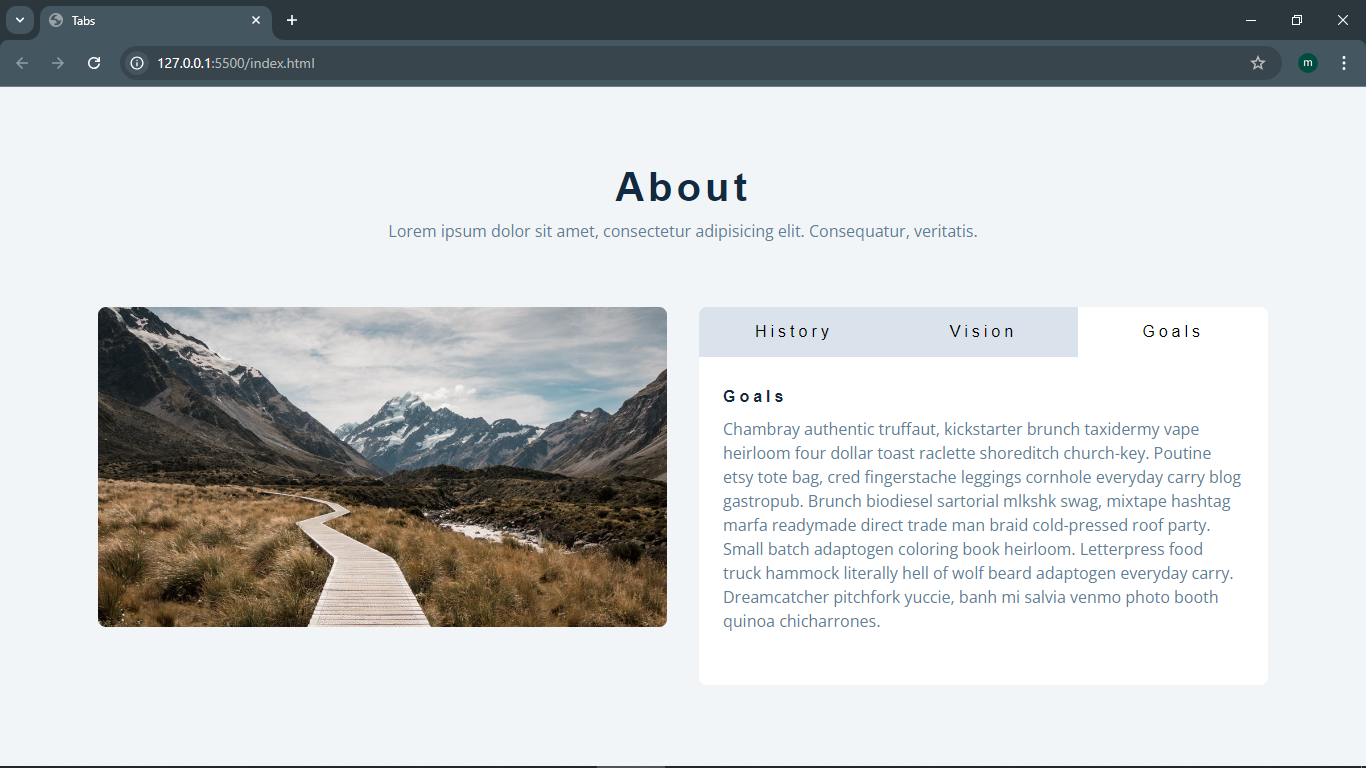 Tabs
127.0.0.1:5500/index.html
m
About
Lorem ipsum dolor sit amet, consectetur adipisicing elit. Consequatur, veritatis.
History Vision Goals
Goals
Chambray authentic truffaut, kickstarter brunch taxidermy vape
heirloom four dollar toast raclette shoreditch church-key. Poutine
etsy tote bag, cred fingerstache leggings cornhole everyday carry blog
gastropub. Brunch biodiesel sartorial mlkshk swag, mixtape hashtag
marfa readymade direct trade man braid cold-pressed roof party.
Small batch adaptogen coloring book heirloom. Letterpress food
truck hammock literally hell of wolf beard adaptogen everyday carry.
Dreamcatcher pitchfork yuccie, banh mi salvia venmo photo booth
quinoa chicharrones.